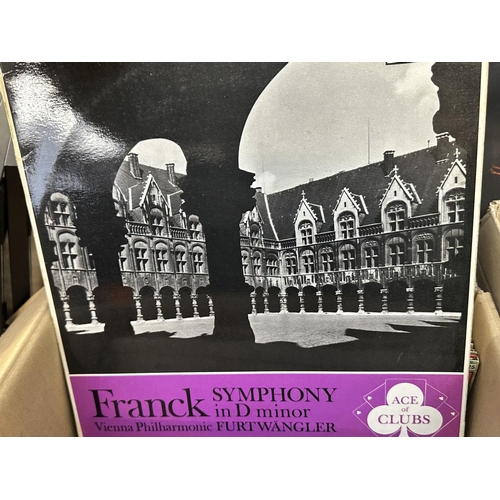 Franck SYMPHONY
in D minor
Vienna Philharmonic FURTWÄNGLER
ACE
of
CLUBS